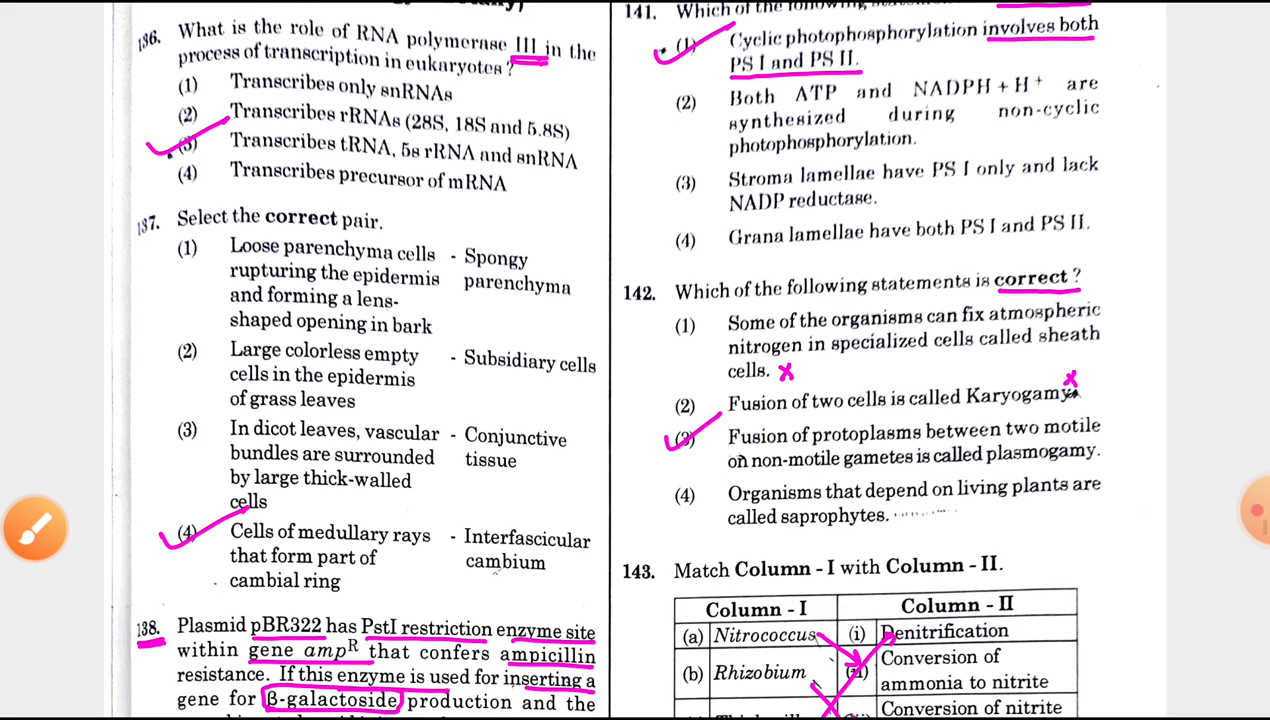 136. What is the role of RNA polymerase III in the
process of transcription in eukaryotes ?
(1) Transcribes only snRNAs
(2) Transcribes rRNAs (28S, 18S and 5.8S)
(3) Transcribes tRNA, 5s rRNA and snRNA
(4) Transcribes precursor of mRNA
137. Select the correct pair.
(1) Loose parenchyma cells - Spongy
rupturing the epidermis parenchyma
and forming a lens-
shaped opening in bark
(2) Large colorless empty - Subsidiary cells
cells in the epidermis
of grass leaves
(3) In dicot leaves, vascular - Conjunctive
bundles are surrounded tissue
by large thick-walled
cells
(4) Cells of medullary rays - Interfascicular
that form part of cambium
cambial ring
138. Plasmid pBR322 has PstI restriction enzyme site
within gene ampR that confers ampicillin
resistance. If this enzyme is used for inserting a
gene for β-galactoside production and the
141. Which of the following
(1) Cyclic photophosphorylation involves both
PS I and PS II.
(2) Both ATP and NADPH + H+ are
synthesized during non-cyclic
photophosphorylation.
(3) Stroma lamellae have PS I only and lack
NADP reductase.
(4) Grana lamellae have both PS I and PS II.
142. Which of the following statements is correct ?
(1) Some of the organisms can fix atmospheric
nitrogen in specialized cells called sheath
cells.
(2) Fusion of two cells is called Karyogamy.
(3) Fusion of protoplasms between two motile
on non-motile gametes is called plasmogamy.
(4) Organisms that depend on living plants are
called saprophytes.
143. Match Column - I with Column - II.
Column - I Column - II
(a) Nitrococcus (i) Denitrification
(b) Rhizobium (ii) Conversion of
ammonia to nitrite
Conversion of nitrite